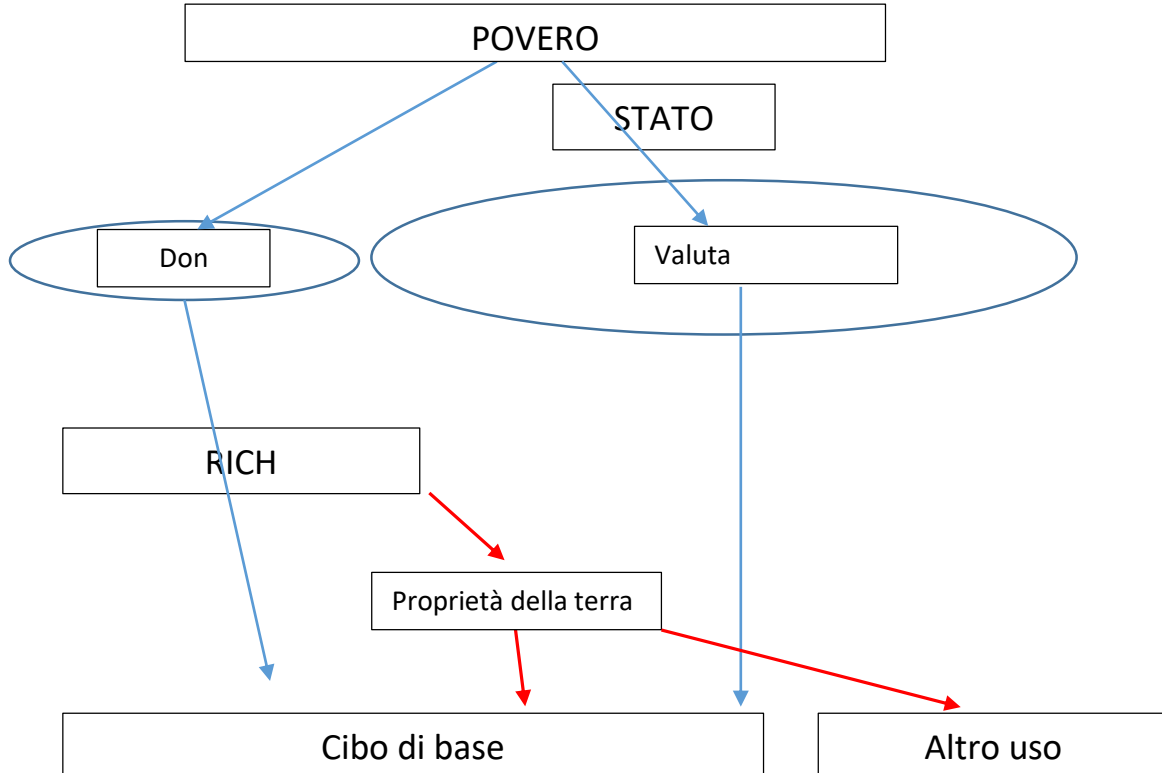 POVERO
STATO
Don
Valuta
RICH
Proprietà della terra
Cibo di base
Altro uso